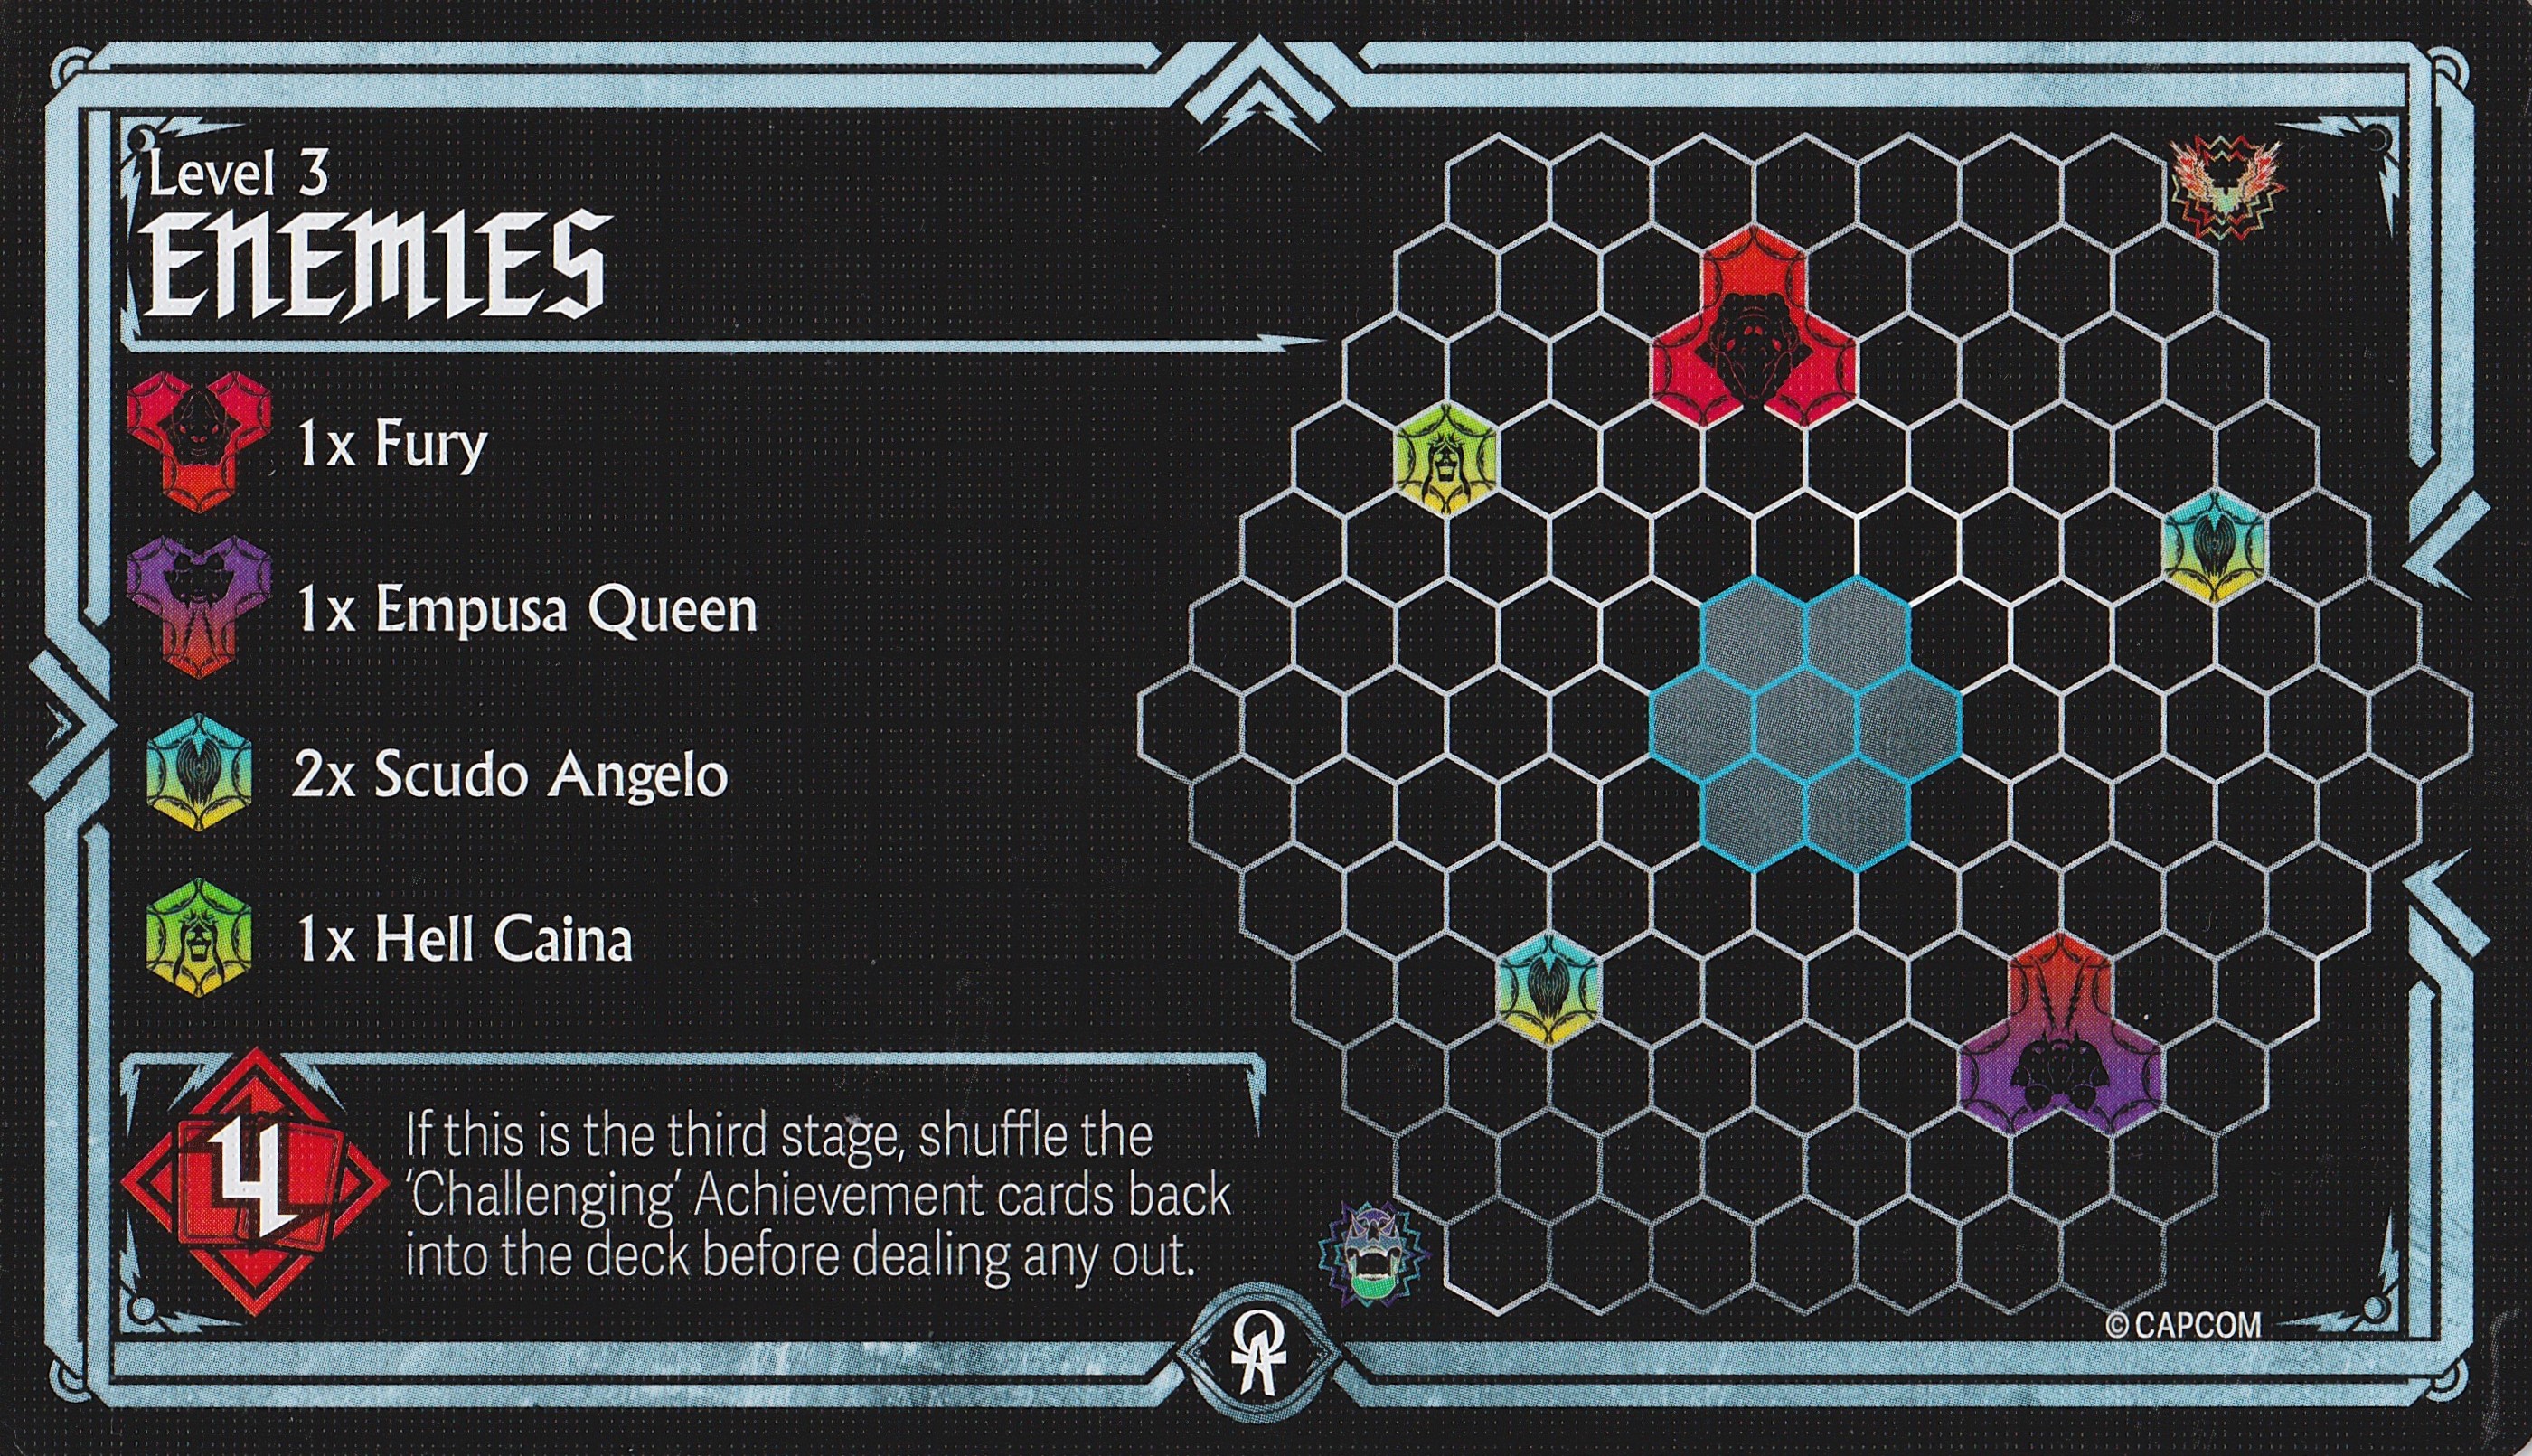 Level 3
ENEMIES
1x Fury
1x Empusa Queen
2x Scudo Angelo
1x Hell Caina
4
If this is the third stage, shuffle the
‘Challenging’ Achievement cards back
into the deck before dealing any out.
© CAPCOM